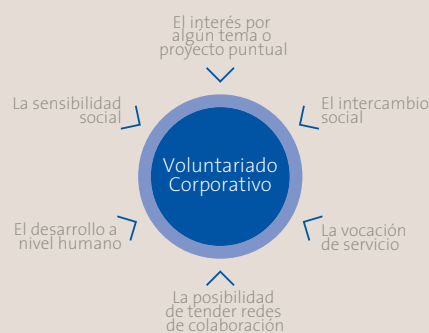 El interés por
algún tema o
proyecto puntual
La sensibilidad
social
El intercambio
social
Voluntariado
Corporativo
El desarrollo a
nivel humano
La vocación
de servicio
La posibilidad
de tender redes
de colaboración